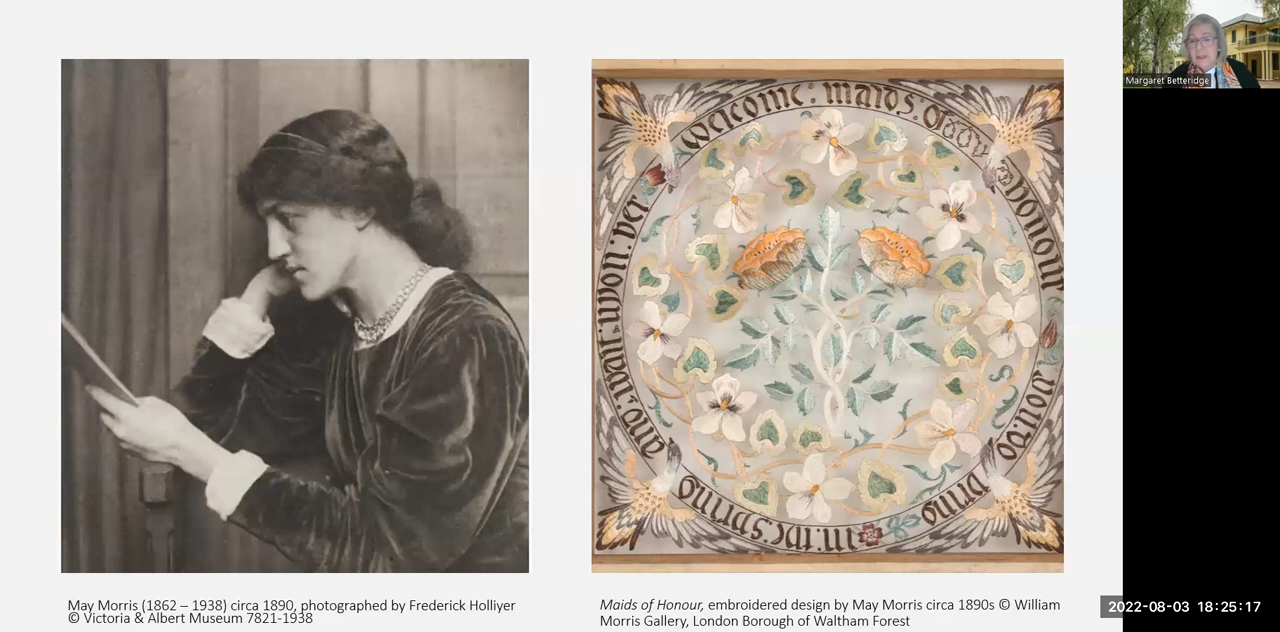 Margaret Betteridge
welcome: maids: of honour
you: do
bring
in: the: spring
and: wait: upon: her
May Morris (1862 – 1938) circa 1890, photographed by Frederick Holliyer
© Victoria & Albert Museum 7821-1938
Maids of Honour, embroidered design by May Morris circa 1890s © William
Morris Gallery, London Borough of Waltham Forest
2022-08-03 18:25:17